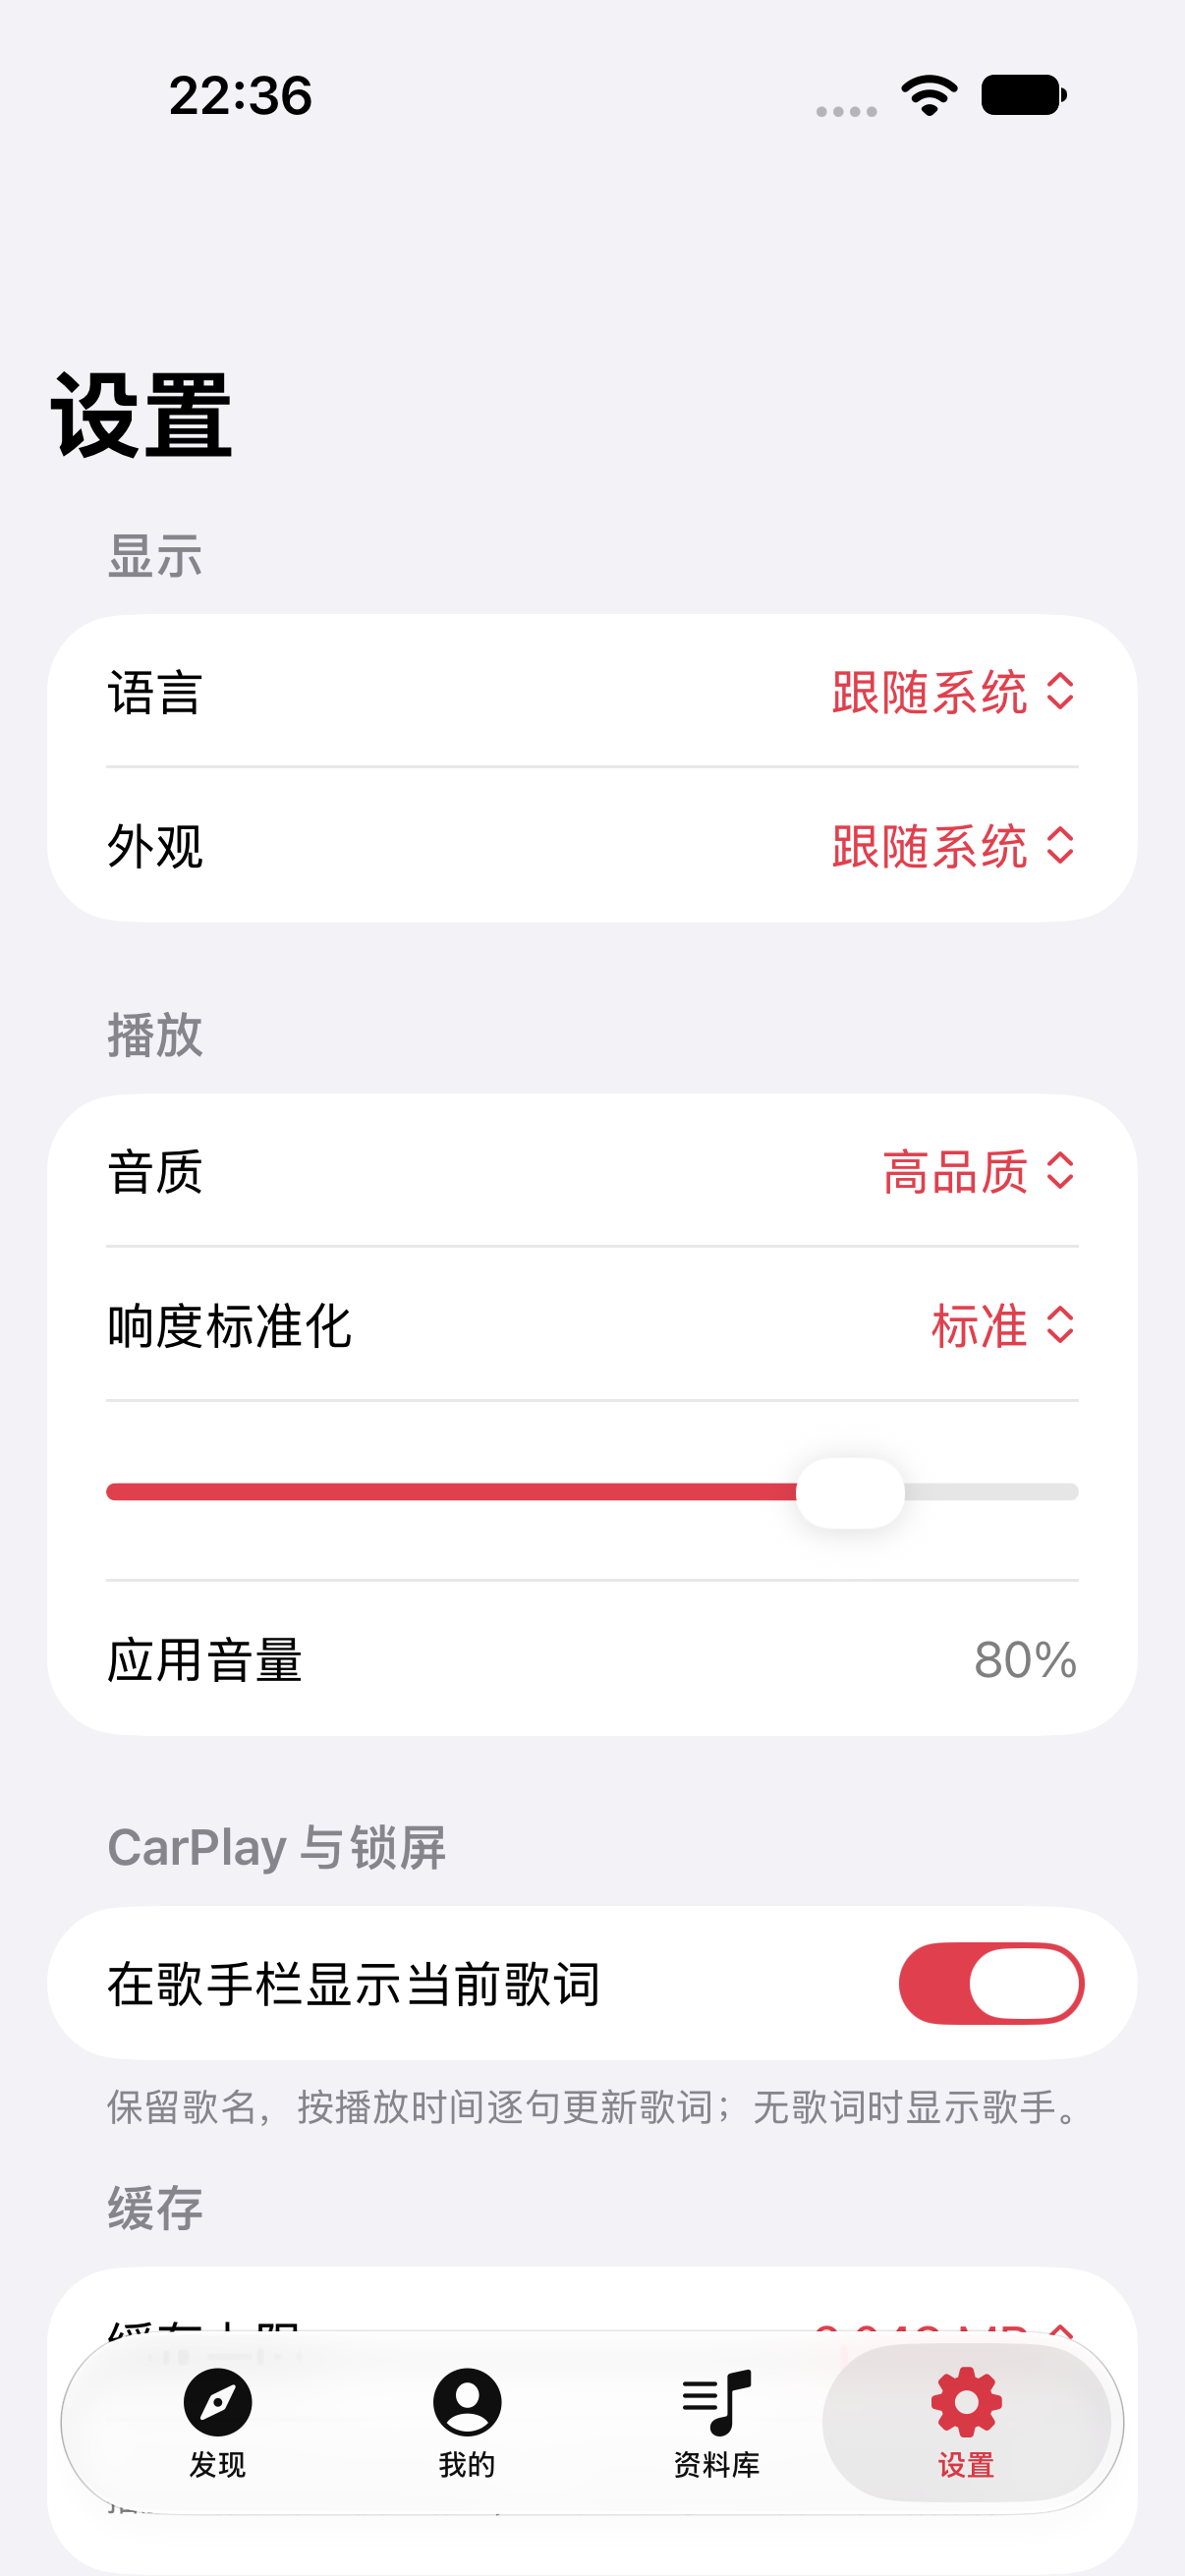 22:36
设置
显示
语言 跟随系统
外观 跟随系统
播放
音质 高品质
响度标准化 标准
应用音量 80%
CarPlay 与锁屏
在歌手栏显示当前歌词
保留歌名，按播放时间逐句更新歌词；无歌词时显示歌手。
缓存
发现 我的 资料库 设置